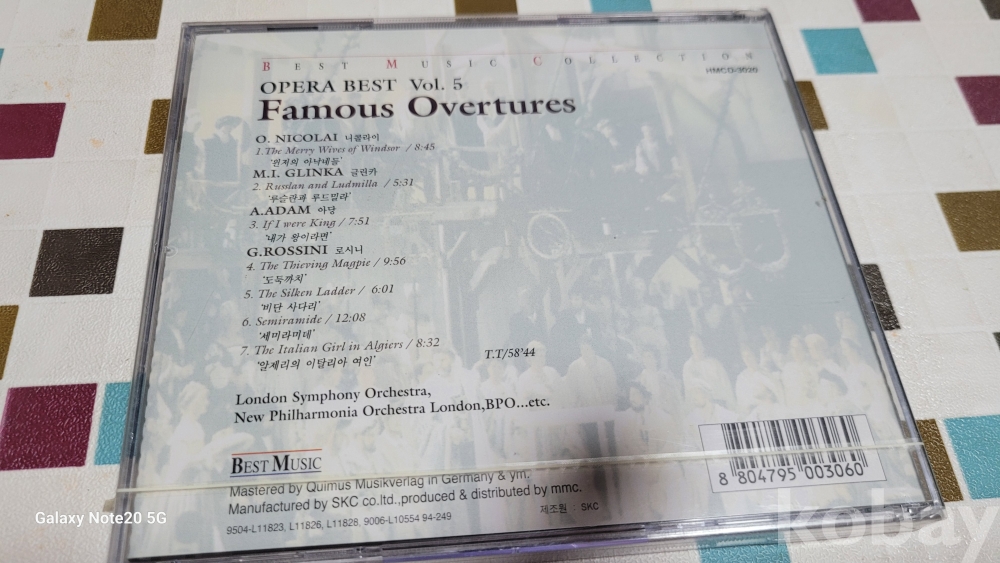 BEST MUSIC COLLECTION
HMCD-3020
OPERA BEST Vol. 5
Famous Overtures
O. NICOLAI 니콜라이
1. The Merry Wives of Windsor / 8:45
'윈저의 아낙네들'
M.I. GLINKA 글린카
2. Russlan and Ludmilla / 5:31
'루슬란과 루드밀라'
A.ADAM 아당
3. If I were King / 7:51
'내가 왕이라면'
G.ROSSINI 로시니
4. The Thieving Magpie / 9:56
'도둑까치'
5. The Silken Ladder / 6:01
'비단 사다리'
6. Semiramide / 12:08
'세미라미데'
7. The Italian Girl in Algiers / 8:32
'알제리의 이탈리아 여인'
T.T/58'44
London Symphony Orchestra,
New Philharmonia Orchestra London,BPO...etc.
BEST MUSIC
Mastered by Quimus Musikverlag in Germany & ym.
Manufactured by SKC co.ltd.,produced & distributed by mmc.
9504-L11823, L11826, L11828, 9006-L10554 94-249
제조원 : SKC
8 804795 003060
Galaxy Note20 5G
kobay